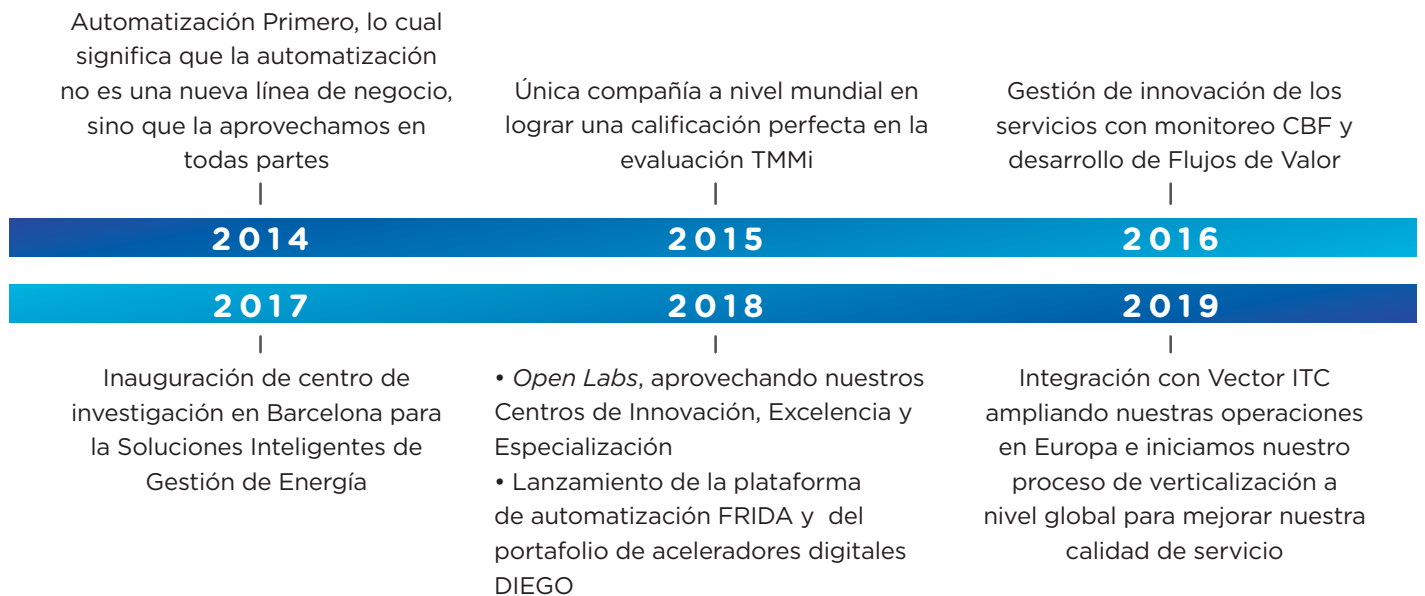 Automatización Primero, lo cual
significa que la automatización
no es una nueva línea de negocio,
sino que la aprovechamos en
todas partes
Única compañía a nivel mundial en
lograr una calificación perfecta en la
evaluación TMMi
Gestión de innovación de los
servicios con monitoreo CBF y
desarrollo de Flujos de Valor
2014
2015
2016
2017
2018
2019
Inauguración de centro de
investigación en Barcelona para
la Soluciones Inteligentes de
Gestión de Energía
• Open Labs, aprovechando nuestros
Centros de Innovación, Excelencia y
Especialización
• Lanzamiento de la plataforma
de automatización FRIDA y del
portafolio de aceleradores digitales
DIEGO
Integración con Vector ITC
ampliando nuestras operaciones
en Europa e iniciamos nuestro
proceso de verticalización a
nivel global para mejorar nuestra
calidad de servicio